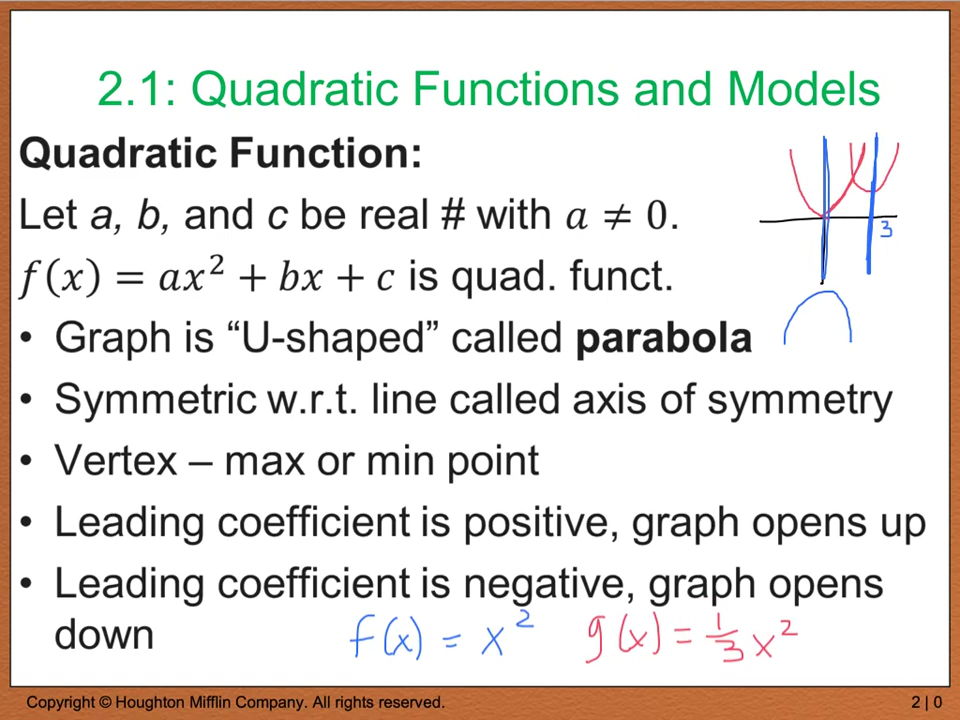 2.1: Quadratic Functions and Models
Quadratic Function:
Let a, b, and c be real # with a ≠ 0.
f(x) = ax² + bx + c is quad. funct.
3
• Graph is “U-shaped” called parabola
• Symmetric w.r.t. line called axis of symmetry
• Vertex – max or min point
• Leading coefficient is positive, graph opens up
• Leading coefficient is negative, graph opens
down
f(x) = x² g(x) = 1/3 x²
Copyright © Houghton Mifflin Company. All rights reserved. 2 | 0